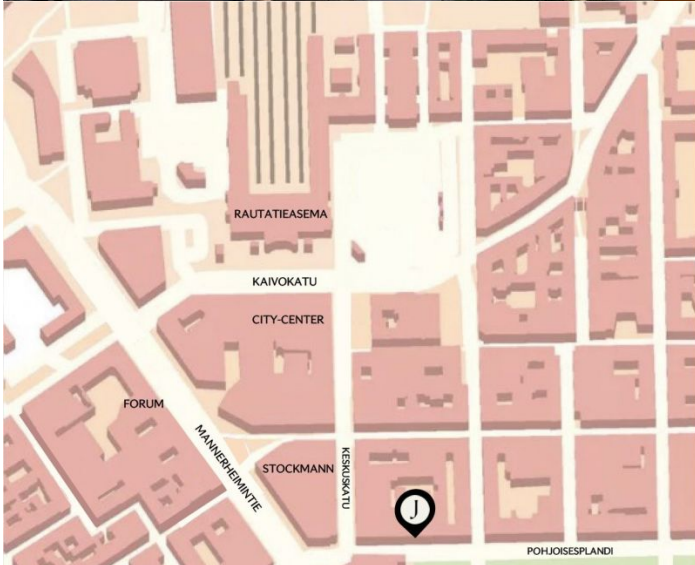 RAUTATIEASEMA
KAIVOKATU
CITY-CENTER
FORUM
MANNERHEIMINTIE
STOCKMANN
KESKUSKATU
J
POHJOISESPLANDI